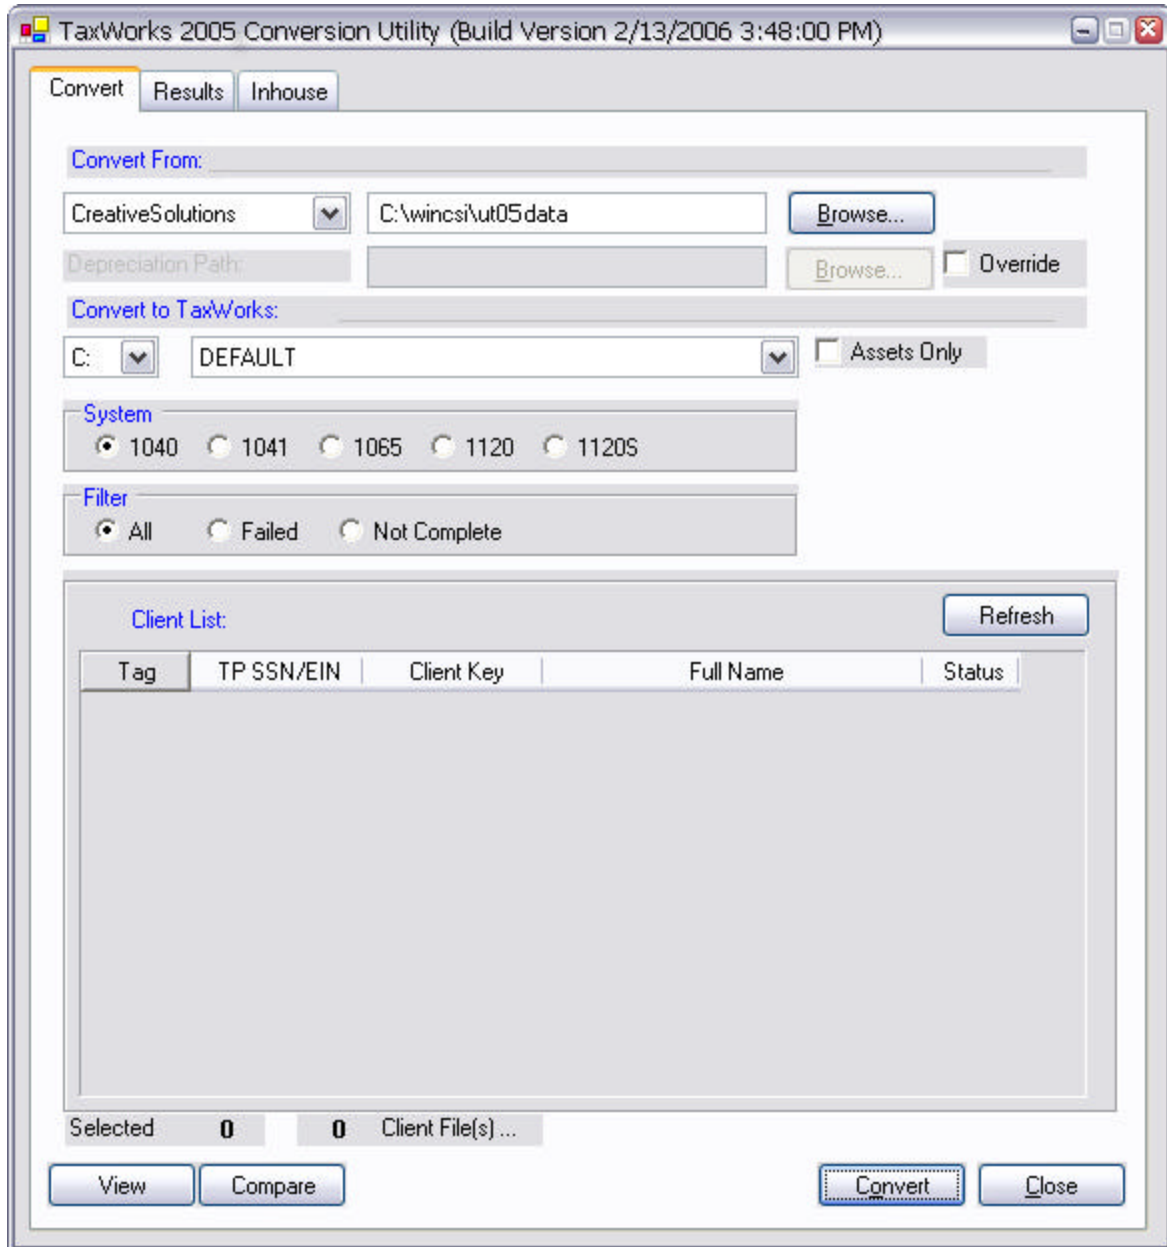 TaxWorks 2005 Conversion Utility (Build Version 2/13/2006 3:48:00 PM)
Convert Results Inhouse
Convert From:
CreativeSolutions C:\wincsi\ut05data Browse...
Depreciation Path: Browse... Override
Convert to TaxWorks:
C: DEFAULT Assets Only
System
1040 1041 1065 1120 1120S
Filter
All Failed Not Complete
Client List: Refresh
Tag TP SSN/EIN Client Key Full Name Status
Selected 0 0 Client File(s) ...
View Compare Convert Close